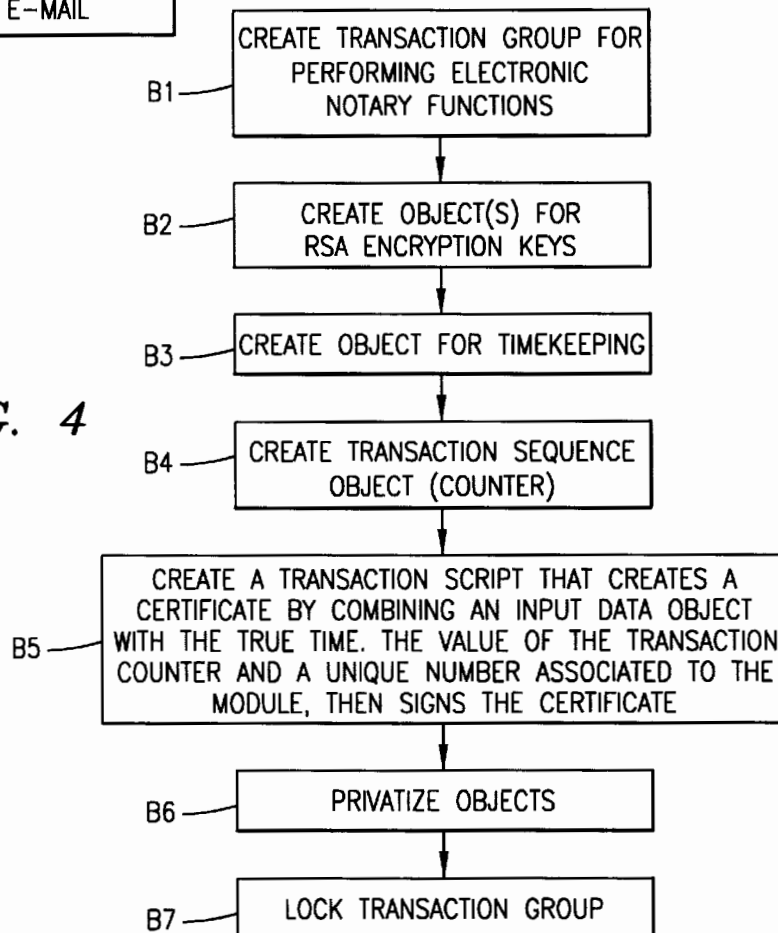 E-MAIL
CREATE TRANSACTION GROUP FOR
PERFORMING ELECTRONIC
NOTARY FUNCTIONS
B1
CREATE OBJECT(S) FOR
RSA ENCRYPTION KEYS
B2
CREATE OBJECT FOR TIMEKEEPING
B3
G. 4
CREATE TRANSACTION SEQUENCE
OBJECT (COUNTER)
B4
CREATE A TRANSACTION SCRIPT THAT CREATES A
CERTIFICATE BY COMBINING AN INPUT DATA OBJECT
WITH THE TRUE TIME. THE VALUE OF THE TRANSACTION
COUNTER AND A UNIQUE NUMBER ASSOCIATED TO THE
MODULE, THEN SIGNS THE CERTIFICATE
B5
PRIVATIZE OBJECTS
B6
LOCK TRANSACTION GROUP
B7